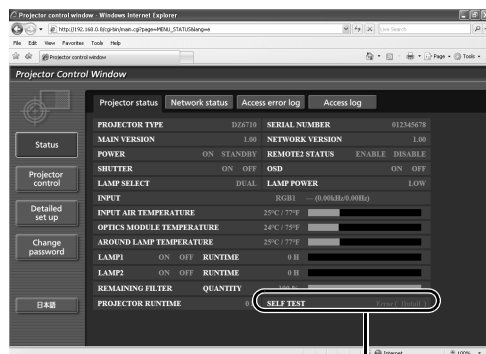 Projector control window - Windows Internet Explorer
http://192.168.0.8/cgi-bin/main.cgi?page=MENU_STATUS&lang=e
Live Search
File Edit View Favorites Tools Help
Projector control window
Page Tools
Projector Control Window
Projector status Network status Access error log Access log
Status
Projector control
Detailed set up
Change password
日本語
PROJECTOR TYPE DZ6710 SERIAL NUMBER 012345678
MAIN VERSION 1.00 NETWORK VERSION 1.00
POWER ON STANDBY REMOTE2 STATUS ENABLE DISABLE
SHUTTER ON OFF OSD ON OFF
LAMP SELECT DUAL LAMP POWER LOW
INPUT RGB1 — (0.00kHz/0.00Hz)
INPUT AIR TEMPERATURE 25°C / 77°F
OPTICS MODULE TEMPERATURE 24°C / 75°F
AROUND LAMP TEMPERATURE 25°C / 77°F
LAMP1 ON OFF RUNTIME 0 H
LAMP2 ON OFF RUNTIME 0 H
REMAINING FILTER QUANTITY 100 %
PROJECTOR RUNTIME 0 SELF TEST Error ( Detail )
Internet 100%